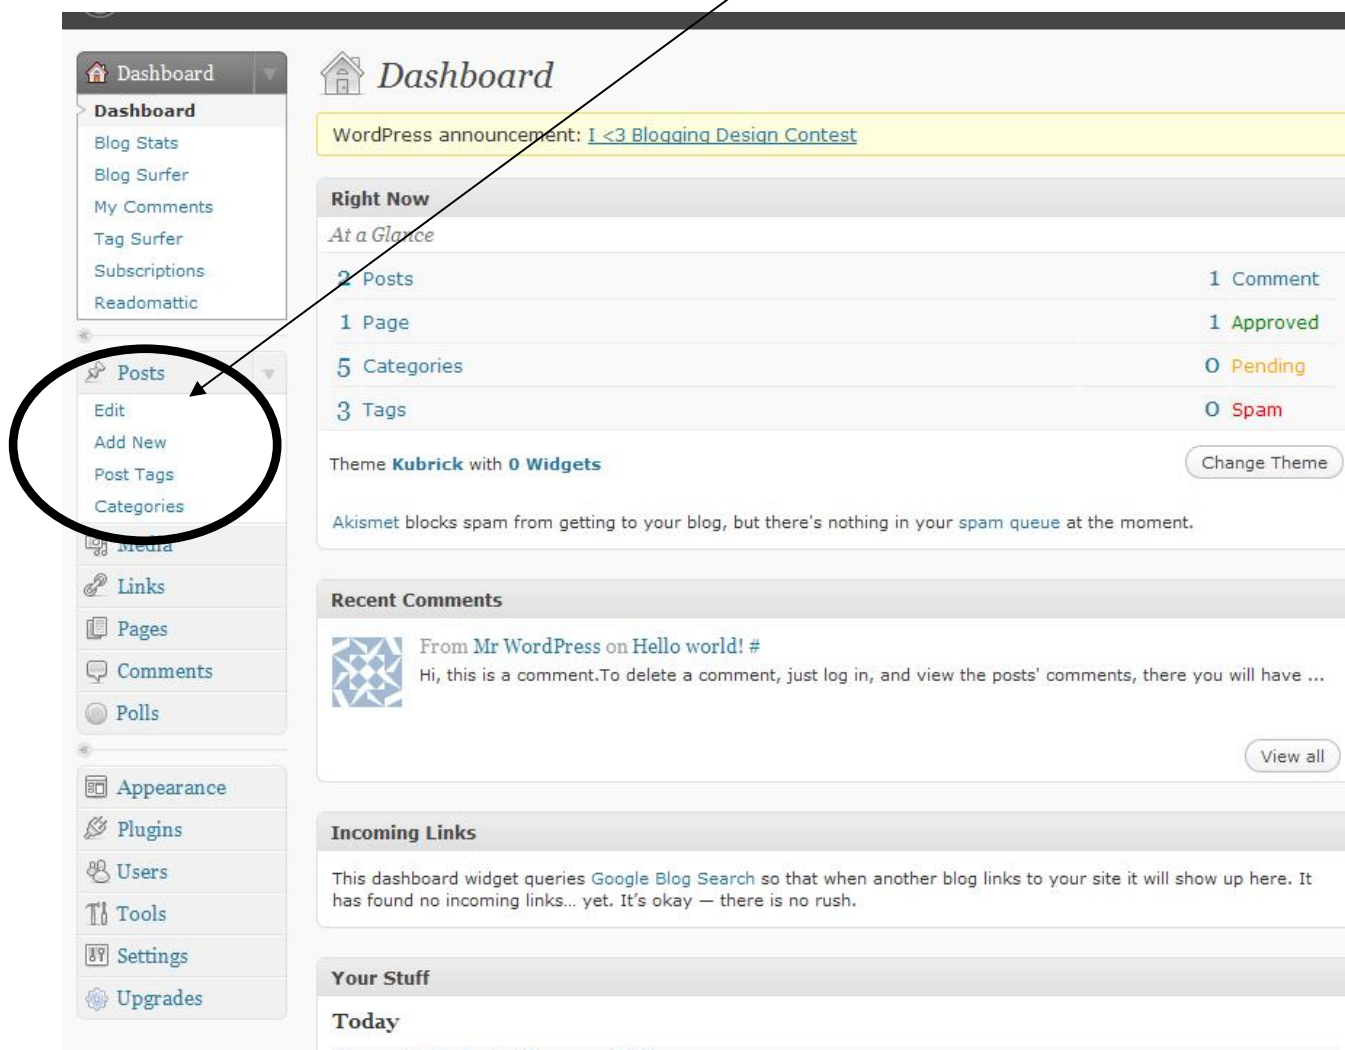 Dashboard
Dashboard
Blog Stats
Blog Surfer
My Comments
Tag Surfer
Subscriptions
Readomattic
Posts
Edit
Add New
Post Tags
Categories
Media
Links
Pages
Comments
Polls
Appearance
Plugins
Users
Tools
Settings
Upgrades
Dashboard
WordPress announcement: I <3 Blogging Design Contest
Right Now
At a Glance
2 Posts 1 Comment
1 Page 1 Approved
5 Categories 0 Pending
3 Tags 0 Spam
Theme Kubrick with 0 Widgets Change Theme
Akismet blocks spam from getting to your blog, but there's nothing in your spam queue at the moment.
Recent Comments
From Mr WordPress on Hello world! #
Hi, this is a comment.To delete a comment, just log in, and view the posts' comments, there you will have ...
View all
Incoming Links
This dashboard widget queries Google Blog Search so that when another blog links to your site it will show up here. It
has found no incoming links… yet. It’s okay — there is no rush.
Your Stuff
Today